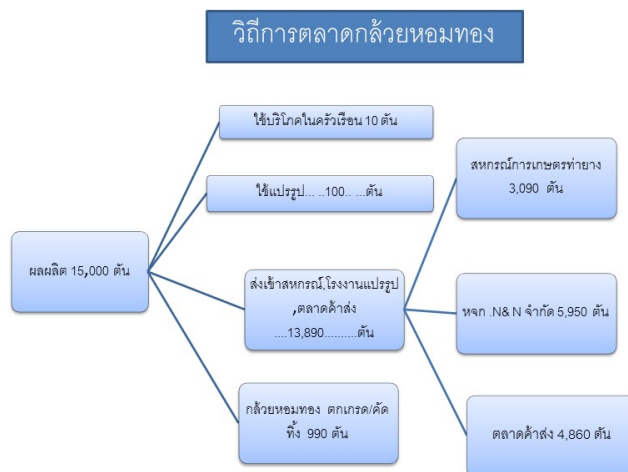 วิถีการตลาดกล้วยหอมทอง
ใช้บริโภคในครัวเรือน 10 ตัน
สหกรณ์การเกษตรท่ายาง
3,090 ตัน
ใช้แปรรูป... ..100.. ...ตัน
ผลผลิต 15,000 ตัน
ส่งเข้าสหกรณ์,โรงงานแปรรูป
,ตลาดค้าส่ง
....13,890..........ตัน
หจก .N& N จำกัด 5,950 ตัน
กล้วยหอมทอง ตกเกรด/คัด
ทิ้ง 990 ตัน
ตลาดค้าส่ง 4,860 ตัน